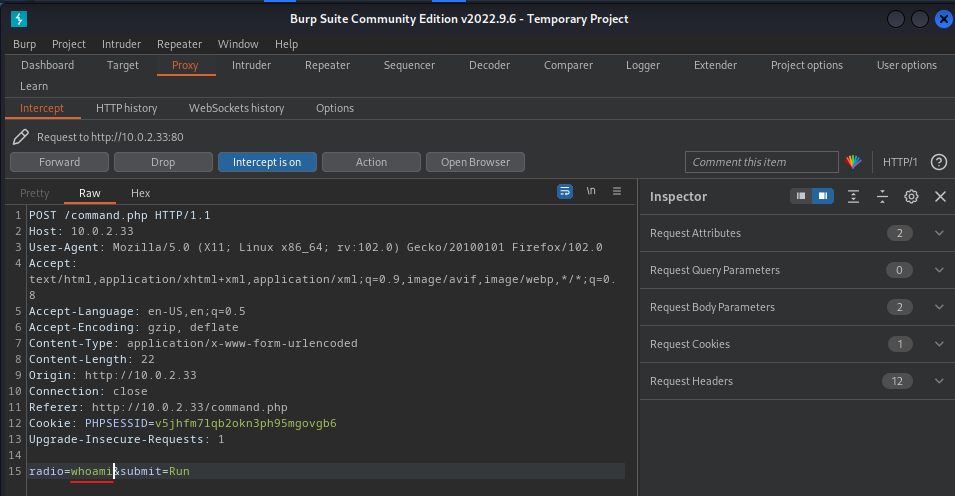 Burp Suite Community Edition v2022.9.6 - Temporary Project
Burp Project Intruder Repeater Window Help
Dashboard Target Proxy Intruder Repeater Sequencer Decoder Comparer Logger Extender Project options User options
Learn
Intercept HTTP history WebSockets history Options
Request to http://10.0.2.33:80
Forward Drop Intercept is on Action Open Browser Comment this item HTTP/1 ?
Pretty Raw Hex \n
1 POST /command.php HTTP/1.1
2 Host: 10.0.2.33
3 User-Agent: Mozilla/5.0 (X11; Linux x86_64; rv:102.0) Gecko/20100101 Firefox/102.0
4 Accept:
text/html,application/xhtml+xml,application/xml;q=0.9,image/avif,image/webp,*/*;q=0.
8
5 Accept-Language: en-US,en;q=0.5
6 Accept-Encoding: gzip, deflate
7 Content-Type: application/x-www-form-urlencoded
8 Content-Length: 22
9 Origin: http://10.0.2.33
10 Connection: close
11 Referer: http://10.0.2.33/command.php
12 Cookie: PHPSESSID=v5jhfm7lqb2okn3ph95mgovgb6
13 Upgrade-Insecure-Requests: 1
14
15 radio=whoami&submit=Run
Inspector
Request Attributes 2
Request Query Parameters 0
Request Body Parameters 2
Request Cookies 1
Request Headers 12